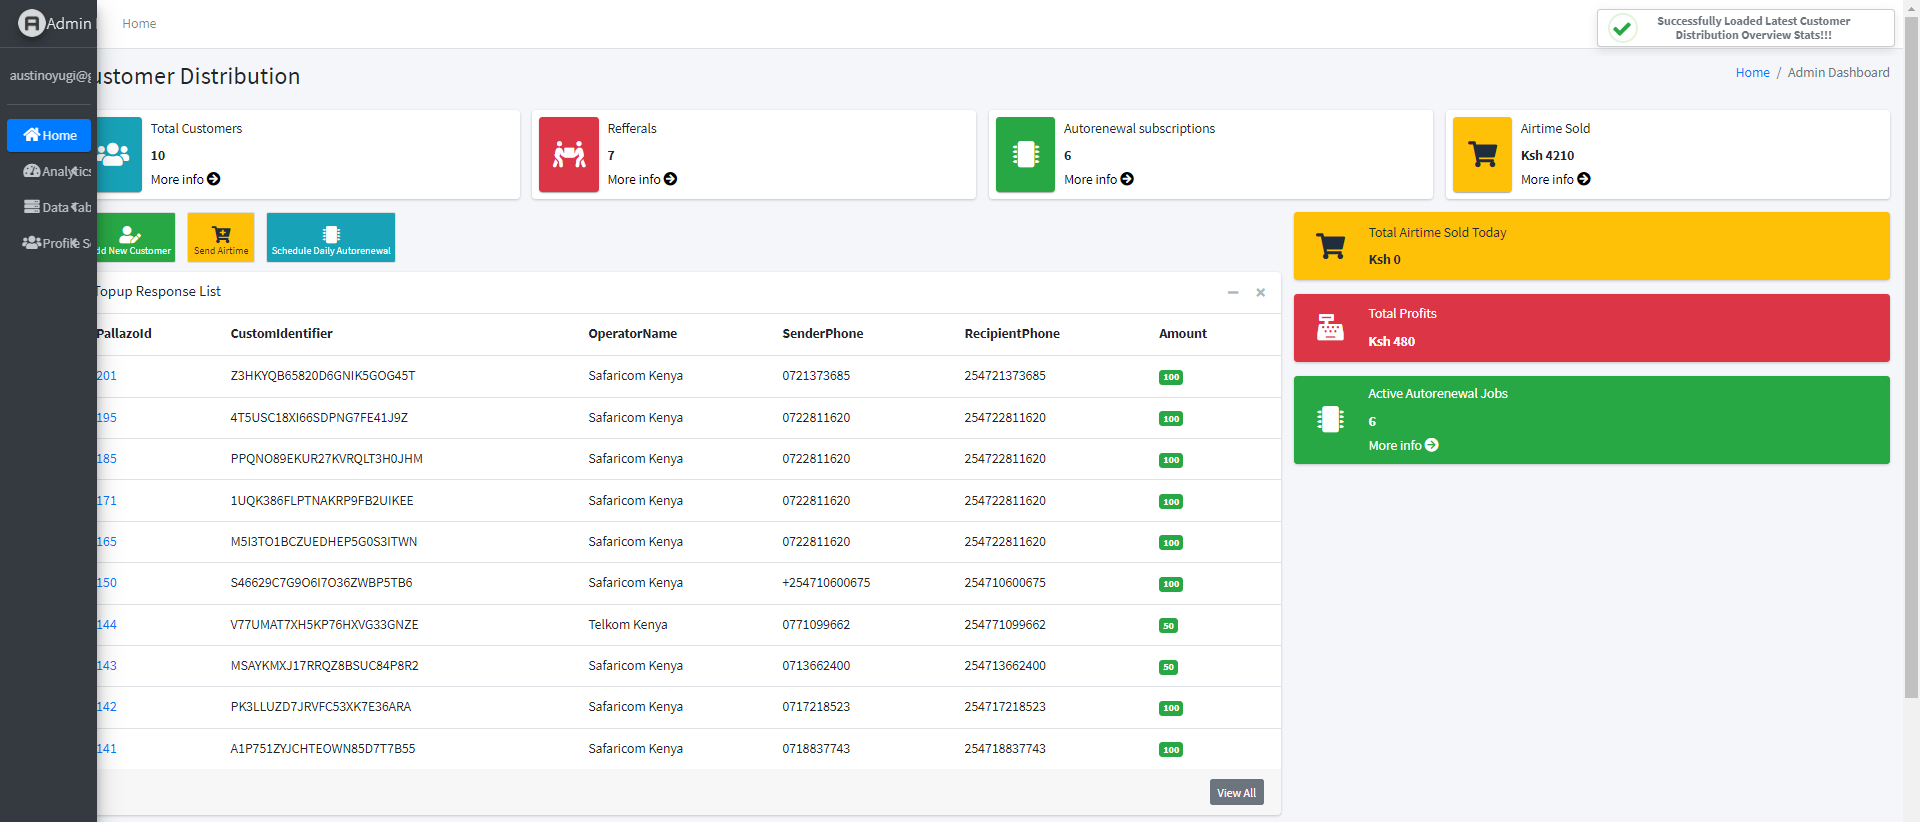 Admin
Home
Successfully Loaded Latest Customer
Distribution Overview Stats!!!
austinoyugi@g
ustomer Distribution
Home / Admin Dashboard
Home
Analytics
Data Tab
Profile S
Total Customers
10
More info
Refferals
7
More info
Autorenewal subscriptions
6
More info
Airtime Sold
Ksh 4210
More info
dd New Customer
Send Airtime
Schedule Daily Autorenewal
Total Airtime Sold Today
Ksh 0
Total Profits
Ksh 480
Active Autorenewal Jobs
6
More info
Topup Response List
PallazoId CustomIdentifier OperatorName SenderPhone RecipientPhone Amount
201 Z3HKYQB65820D6GNIK5GOG45T Safaricom Kenya 0721373685 254721373685 100
195 4T5USC18XI66SDPNG7FE41J9Z Safaricom Kenya 0722811620 254722811620 100
185 PPQNO89EKUR27KVRQLT3H0JHM Safaricom Kenya 0722811620 254722811620 100
171 1UQK386FLPTNAKRP9FB2UIKEE Safaricom Kenya 0722811620 254722811620 100
165 M5I3TO1BCZUEDHEP5G0S3ITWN Safaricom Kenya 0722811620 254722811620 100
150 S46629C7G9O6I7O36ZWBP5TB6 Safaricom Kenya +254710600675 254710600675 100
144 V77UMAT7XH5KP76HXVG33GNZE Telkom Kenya 0771099662 254771099662 50
143 MSAYKMXJ17RRQZ8BSUC84P8R2 Safaricom Kenya 0713662400 254713662400 50
142 PK3LLUZD7JRVFC53XK7E36ARA Safaricom Kenya 0717218523 254717218523 100
141 A1P751ZYJCHTEOWN85D7T7B55 Safaricom Kenya 0718837743 254718837743 100
View All